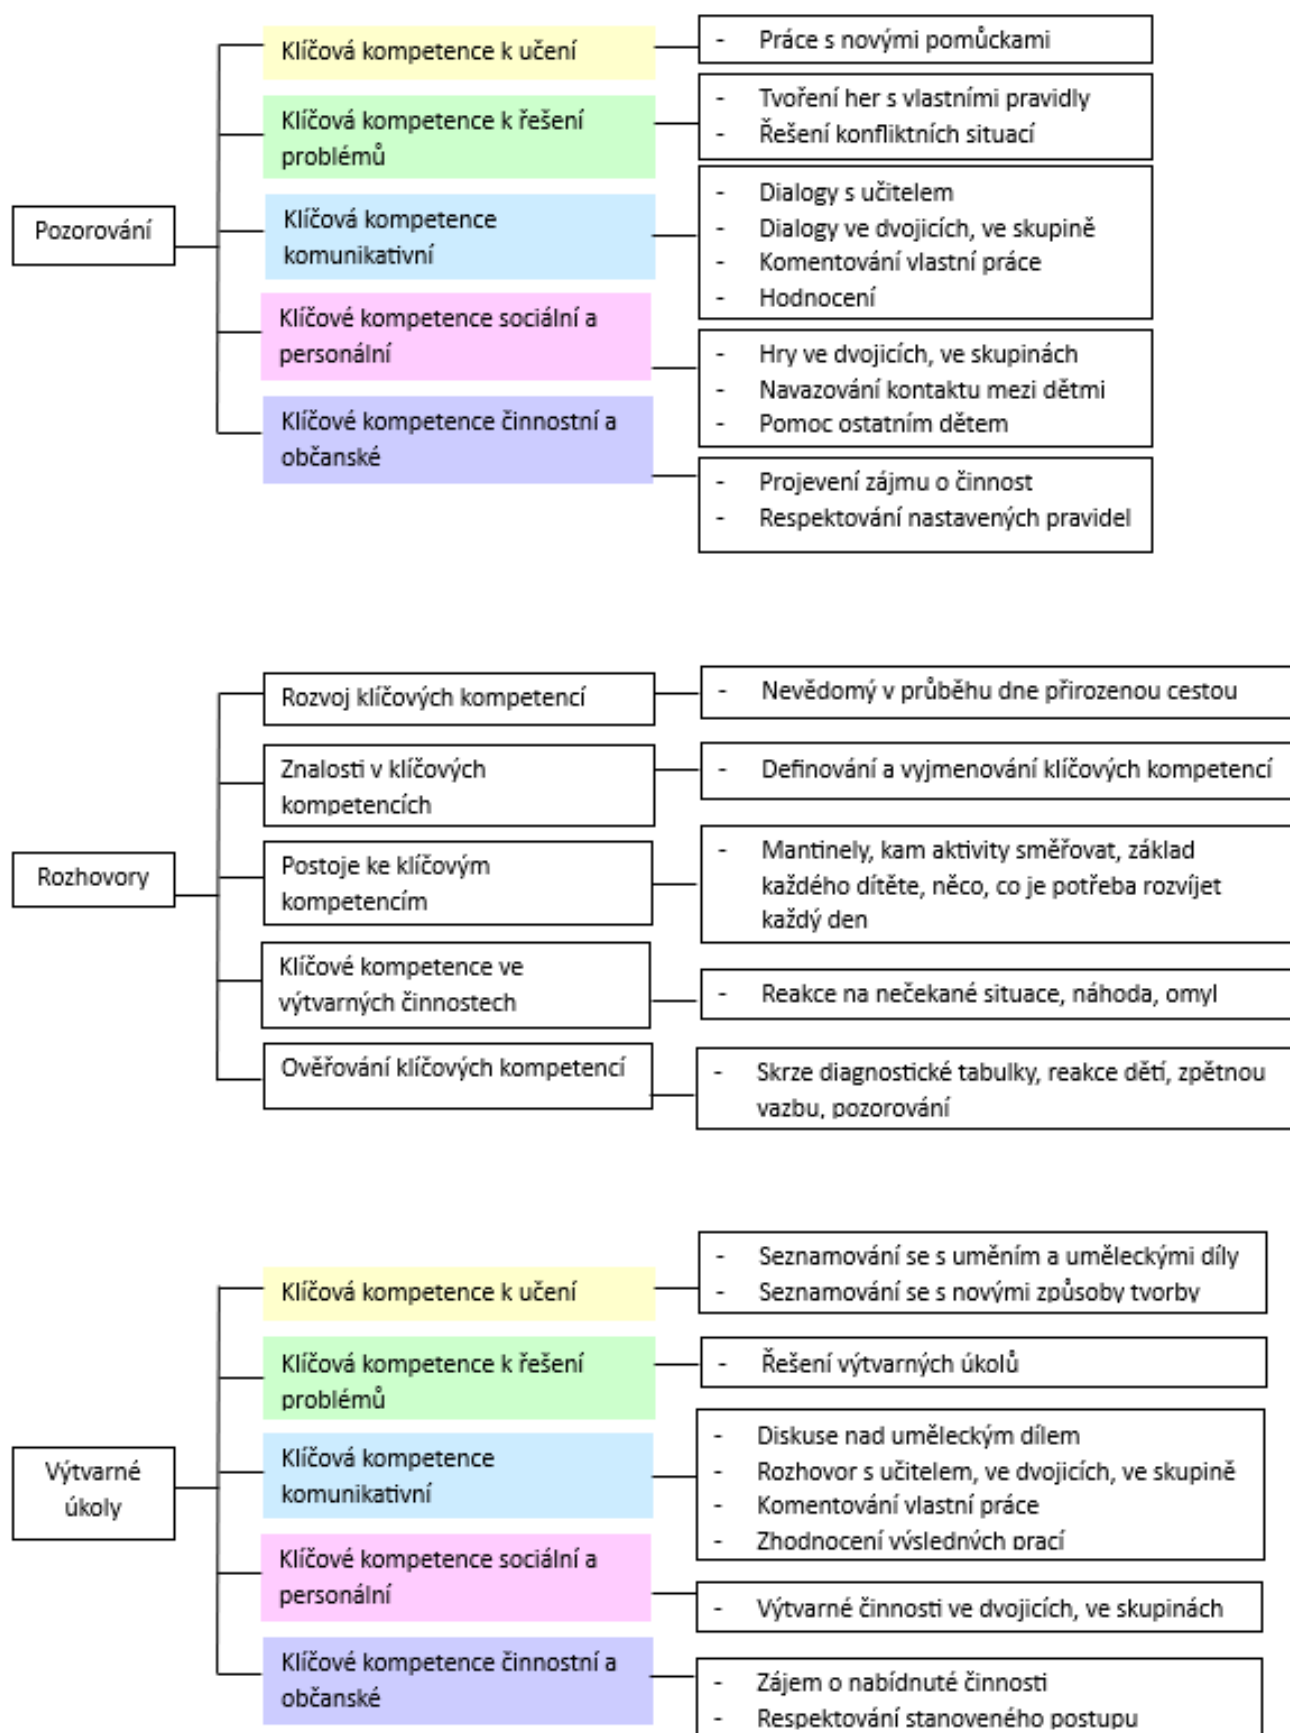 Pozorování
Klíčová kompetence k učení
- Práce s novými pomůckami
Klíčová kompetence k řešení
problémů
- Tvoření her s vlastními pravidly
- Řešení konfliktních situací
Klíčová kompetence
komunikativní
- Dialogy s učitelem
- Dialogy ve dvojicích, ve skupině
- Komentování vlastní práce
- Hodnocení
Klíčové kompetence sociální a
personální
- Hry ve dvojicích, ve skupinách
- Navazování kontaktu mezi dětmi
- Pomoc ostatním dětem
Klíčové kompetence činnostní a
občanské
- Projevení zájmu o činnost
- Respektování nastavených pravidel
Rozhovory
Rozvoj klíčových kompetencí
- Nevědomý v průběhu dne přirozenou cestou
Znalosti v klíčových
kompetencích
- Definování a vyjmenování klíčových kompetencí
Postoje ke klíčovým
kompetencím
- Mantinely, kam aktivity směřovat, základ
každého dítěte, něco, co je potřeba rozvíjet
každý den
Klíčové kompetence ve
výtvarných činnostech
- Reakce na nečekané situace, náhoda, omyl
Ověřování klíčových kompetencí
- Skrze diagnostické tabulky, reakce dětí, zpětnou
vazbu, pozorování
Výtvarné
úkoly
Klíčová kompetence k učení
- Seznamování se s uměním a uměleckými díly
- Seznamování se s novými způsoby tvorby
Klíčová kompetence k řešení
problémů
- Řešení výtvarných úkolů
Klíčová kompetence
komunikativní
- Diskuse nad uměleckým dílem
- Rozhovor s učitelem, ve dvojicích, ve skupině
- Komentování vlastní práce
- Zhodnocení výsledných prací
Klíčové kompetence sociální a
personální
- Výtvarné činnosti ve dvojicích, ve skupinách
Klíčové kompetence činnostní a
občanské
- Zájem o nabídnuté činnosti
- Respektování stanoveného postupu